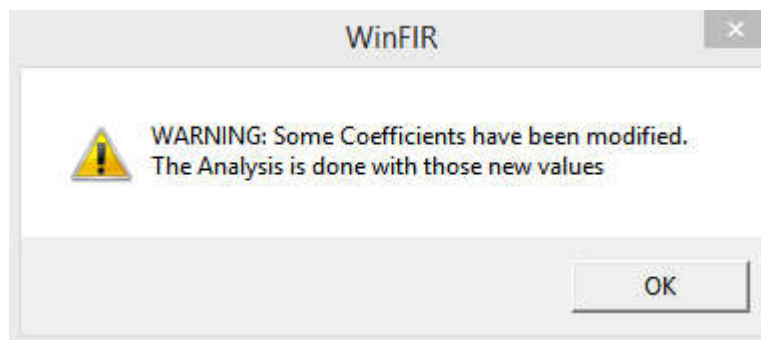 WinFIR
WARNING: Some Coefficients have been modified.
The Analysis is done with those new values
OK